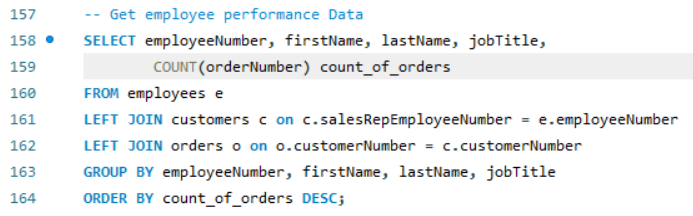 157 -- Get employee performance Data
158 SELECT employeeNumber, firstName, lastName, jobTitle,
159 COUNT(orderNumber) count_of_orders
160 FROM employees e
161 LEFT JOIN customers c on c.salesRepEmployeeNumber = e.employeeNumber
162 LEFT JOIN orders o on o.customerNumber = c.customerNumber
163 GROUP BY employeeNumber, firstName, lastName, jobTitle
164 ORDER BY count_of_orders DESC;